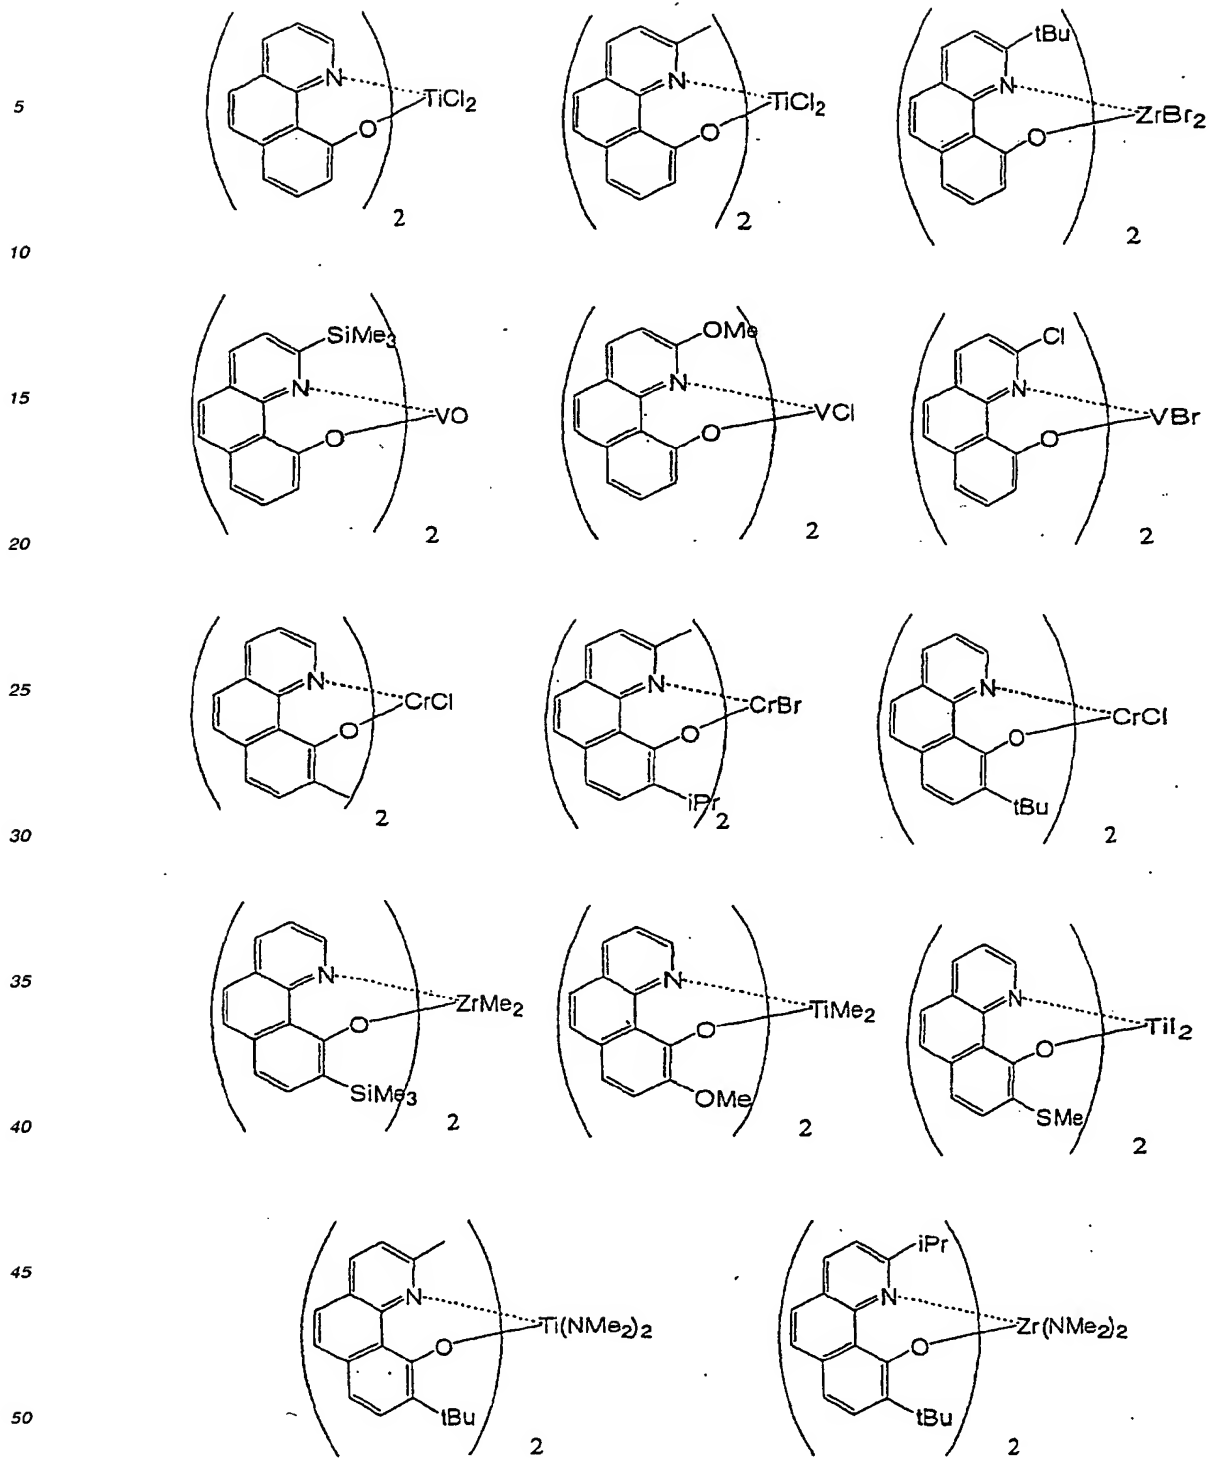 N O TiCl2 2
N O TiCl2 2
tBu N O ZrBr2 2
5
10
SiMe3 N O VO 2
OMe N O VCl 2
Cl N O VBr 2
15
20
N O CrCl 2
N O CrBr iPr 2
N O CrCl tBu 2
25
30
N O ZrMe2 SiMe3 2
N O TiMe2 OMe 2
N O TiI2 SMe 2
35
40
N O Ti(NMe2)2 tBu 2
iPr N O Zr(NMe2)2 tBu 2
45
50